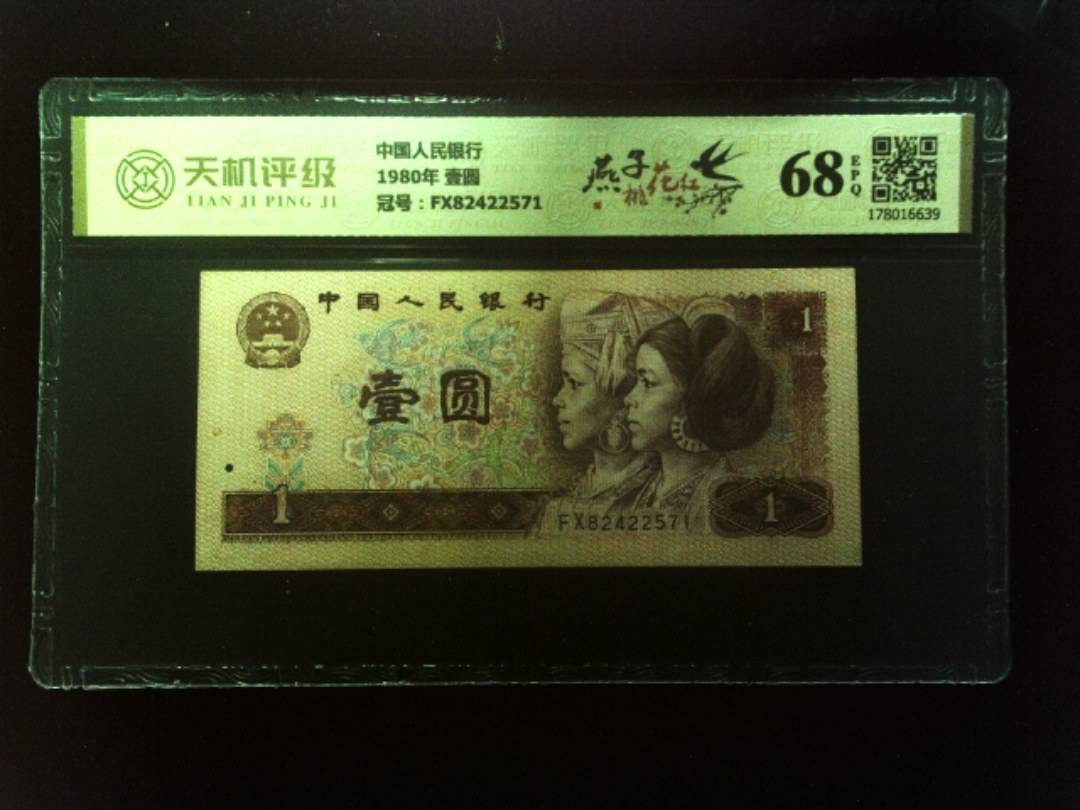 天机评级
TIAN JI PING JI
中国人民银行
1980年 壹圆
冠号：FX82422571
燕子
桃花红
68
EPQ
178016639
中国人民银行
1
壹圆
1
FX82422571
1